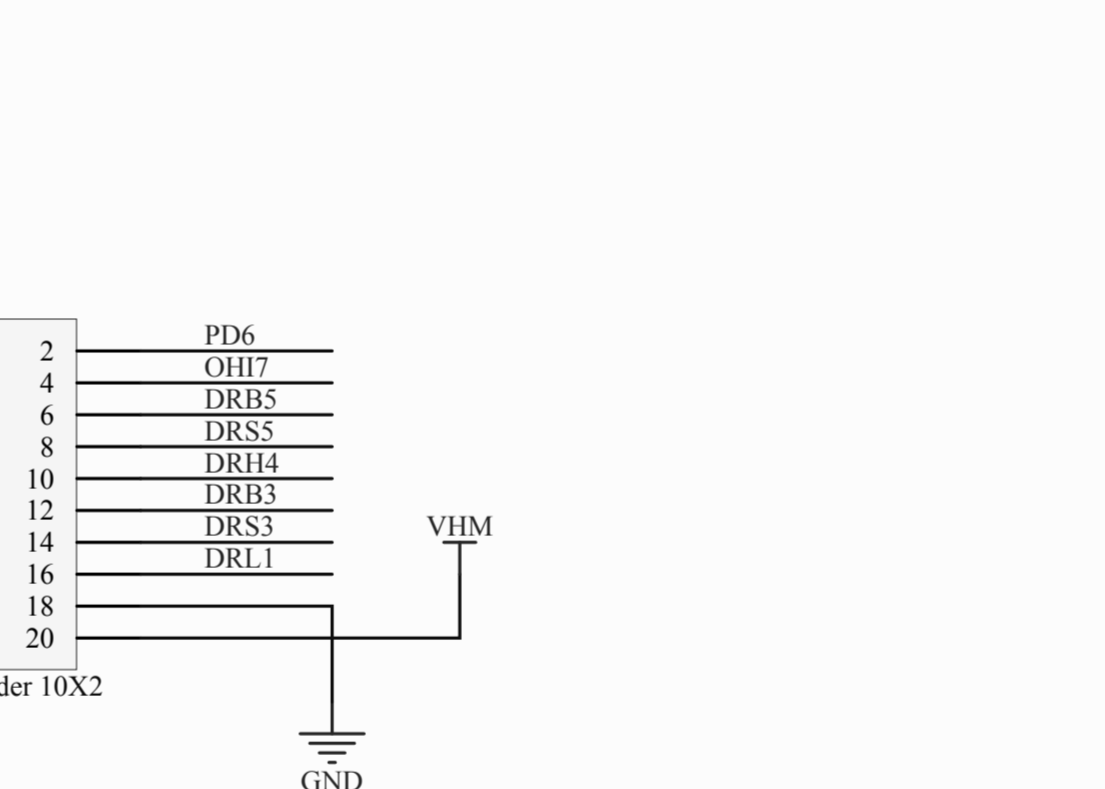 PD6
2
OHI7
4
DRB5
6
DRS5
8
DRH4
10
DRB3
12
DRS3
VHM
14
DRL1
16
18
20
der 10X2
GND